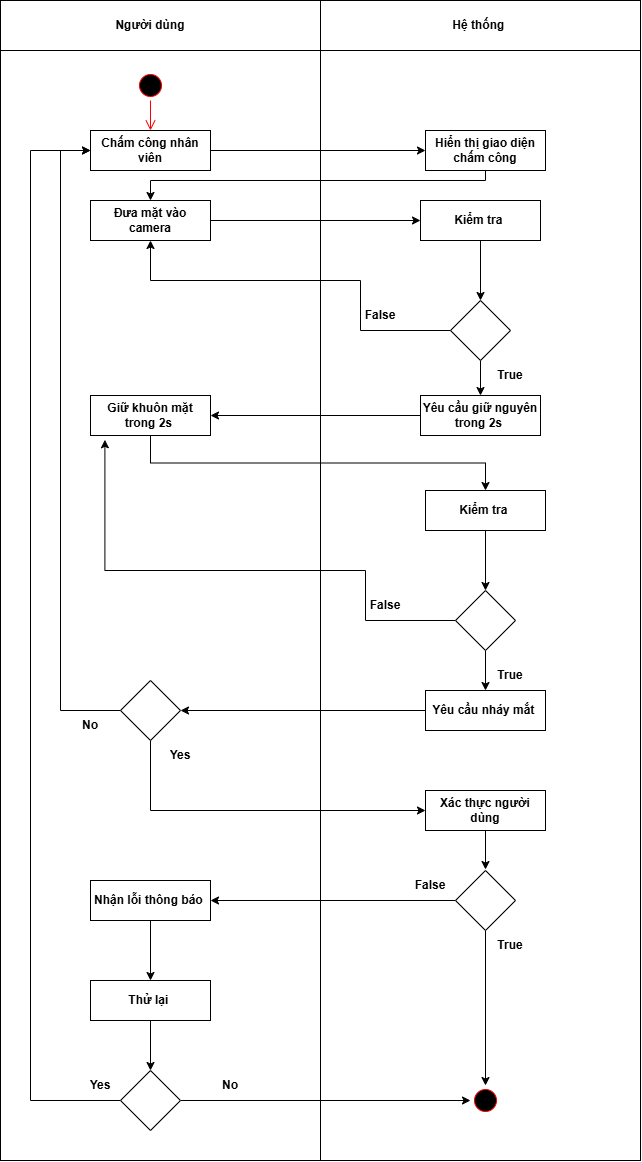 Người dùng
Hệ thống
Chấm công nhân
viên
Hiển thị giao diện
chấm công
Đưa mặt vào
camera
Kiểm tra
False
True
Giữ khuôn mặt
trong 2s
Yêu cầu giữ nguyên
trong 2s
Kiểm tra
False
True
Yêu cầu nháy mắt
No
Yes
Xác thực người
dùng
False
Nhận lỗi thông báo
True
Thử lại
Yes
No